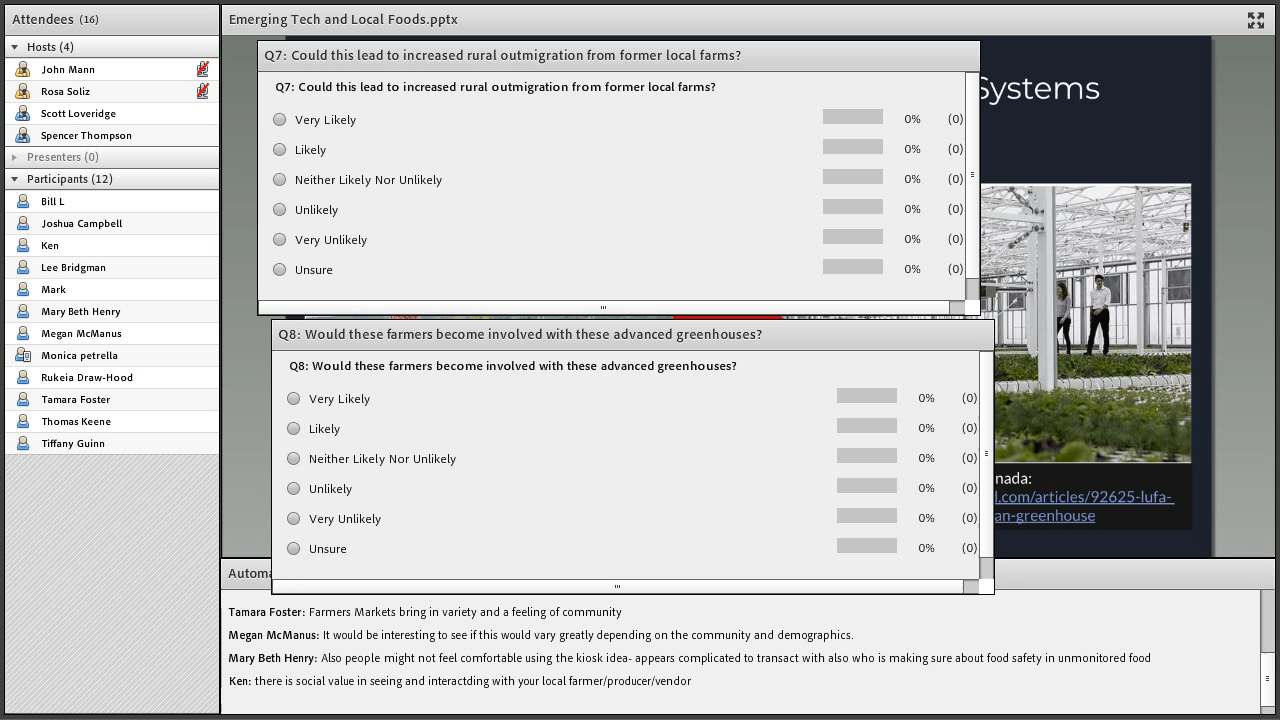 Attendees (16)
Hosts (4)
John Mann
Rosa Soliz
Scott Loveridge
Spencer Thompson
Presenters (0)
Participants (12)
Bill L
Joshua Campbell
Ken
Lee Bridgman
Mark
Mary Beth Henry
Megan McManus
Monica petrella
Rukeia Draw-Hood
Tamara Foster
Thomas Keene
Tiffany Guinn
Emerging Tech and Local Foods.pptx
Systems
Q7: Could this lead to increased rural outmigration from former local farms?
Q7: Could this lead to increased rural outmigration from former local farms?
Very Likely 0% (0)
Likely 0% (0)
Neither Likely Nor Unlikely 0% (0)
Unlikely 0% (0)
Very Unlikely 0% (0)
Unsure 0% (0)
Q8: Would these farmers become involved with these advanced greenhouses?
Q8: Would these farmers become involved with these advanced greenhouses?
Very Likely 0% (0)
Likely 0% (0)
Neither Likely Nor Unlikely 0% (0)
Unlikely 0% (0)
Very Unlikely 0% (0)
Unsure 0% (0)
nada:
l.com/articles/92625-lufa-
an-greenhouse
Automa
Tamara Foster: Farmers Markets bring in variety and a feeling of community
Megan McManus: It would be interesting to see if this would vary greatly depending on the community and demographics.
Mary Beth Henry: Also people might not feel comfortable using the kiosk idea- appears complicated to transact with also who is making sure about food safety in unmonitored food
Ken: there is social value in seeing and interactding with your local farmer/producer/vendor